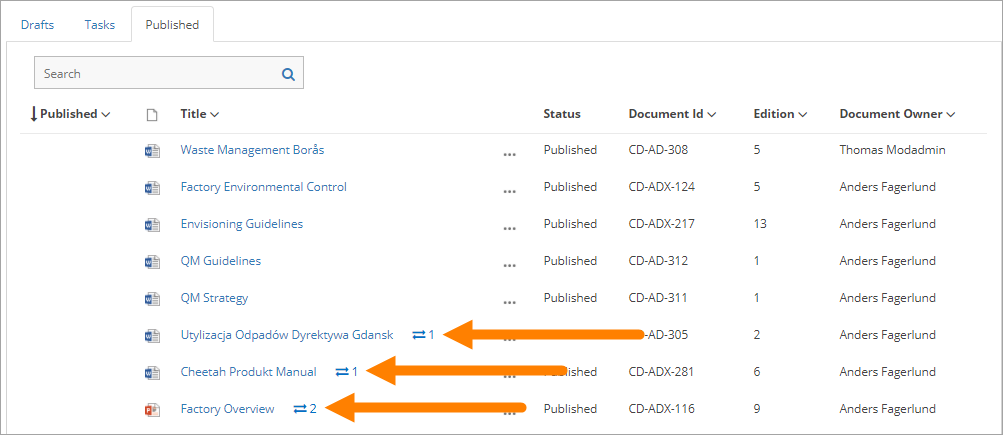 Drafts Tasks Published
Search
Published Title Status Document Id Edition Document Owner
Waste Management Borås ... Published CD-AD-308 5 Thomas Modadmin
Factory Environmental Control ... Published CD-ADX-124 5 Anders Fagerlund
Envisioning Guidelines ... Published CD-ADX-217 13 Anders Fagerlund
QM Guidelines ... Published CD-AD-312 1 Anders Fagerlund
QM Strategy ... Published CD-AD-311 1 Anders Fagerlund
Utylizacja Odpadów Dyrektywa Gdansk 1 ... -AD-305 2 Anders Fagerlund
Cheetah Produkt Manual 1 Published CD-ADX-281 6 Anders Fagerlund
Factory Overview 2 ... Published CD-ADX-116 9 Anders Fagerlund